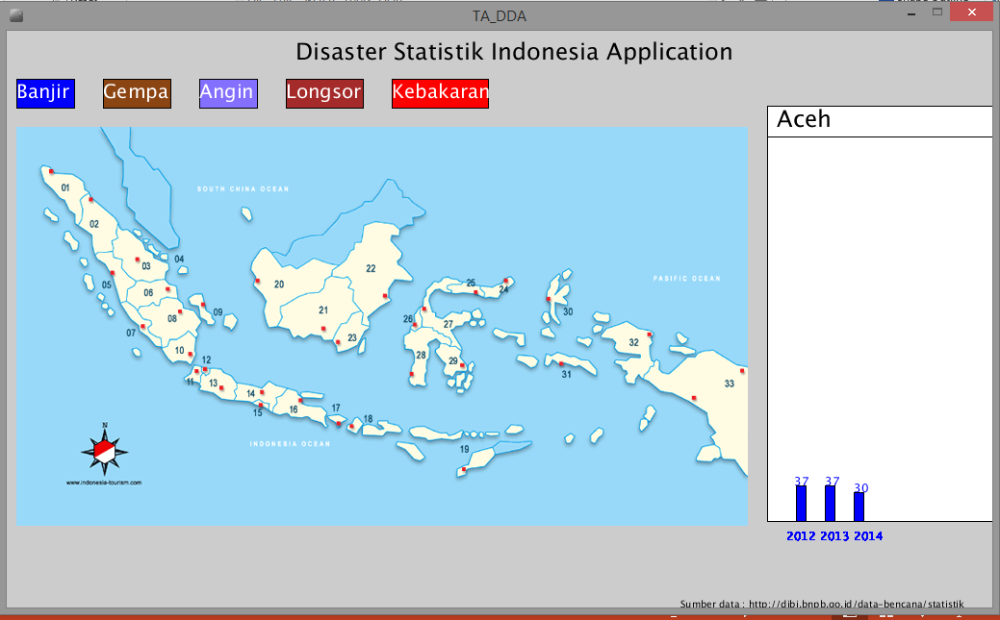 TA_DDA
Disaster Statistik Indonesia Application
Banjir Gempa Angin Longsor Kebakaran
Aceh
SOUTH CHINA OCEAN
01
02
03
04
05
06
07
08
09
10
11
12
13
14
15
16
17
18
19
20
21
22
23
24
25
26
27
28
29
30
31
32
33
PASIFIC OCEAN
INDONESIA OCEAN
N
www.indonesia-tourism.com
37 37 30
2012 2013 2014
Sumber data : http://dibi.bnpb.go.id/data-bencana/statistik